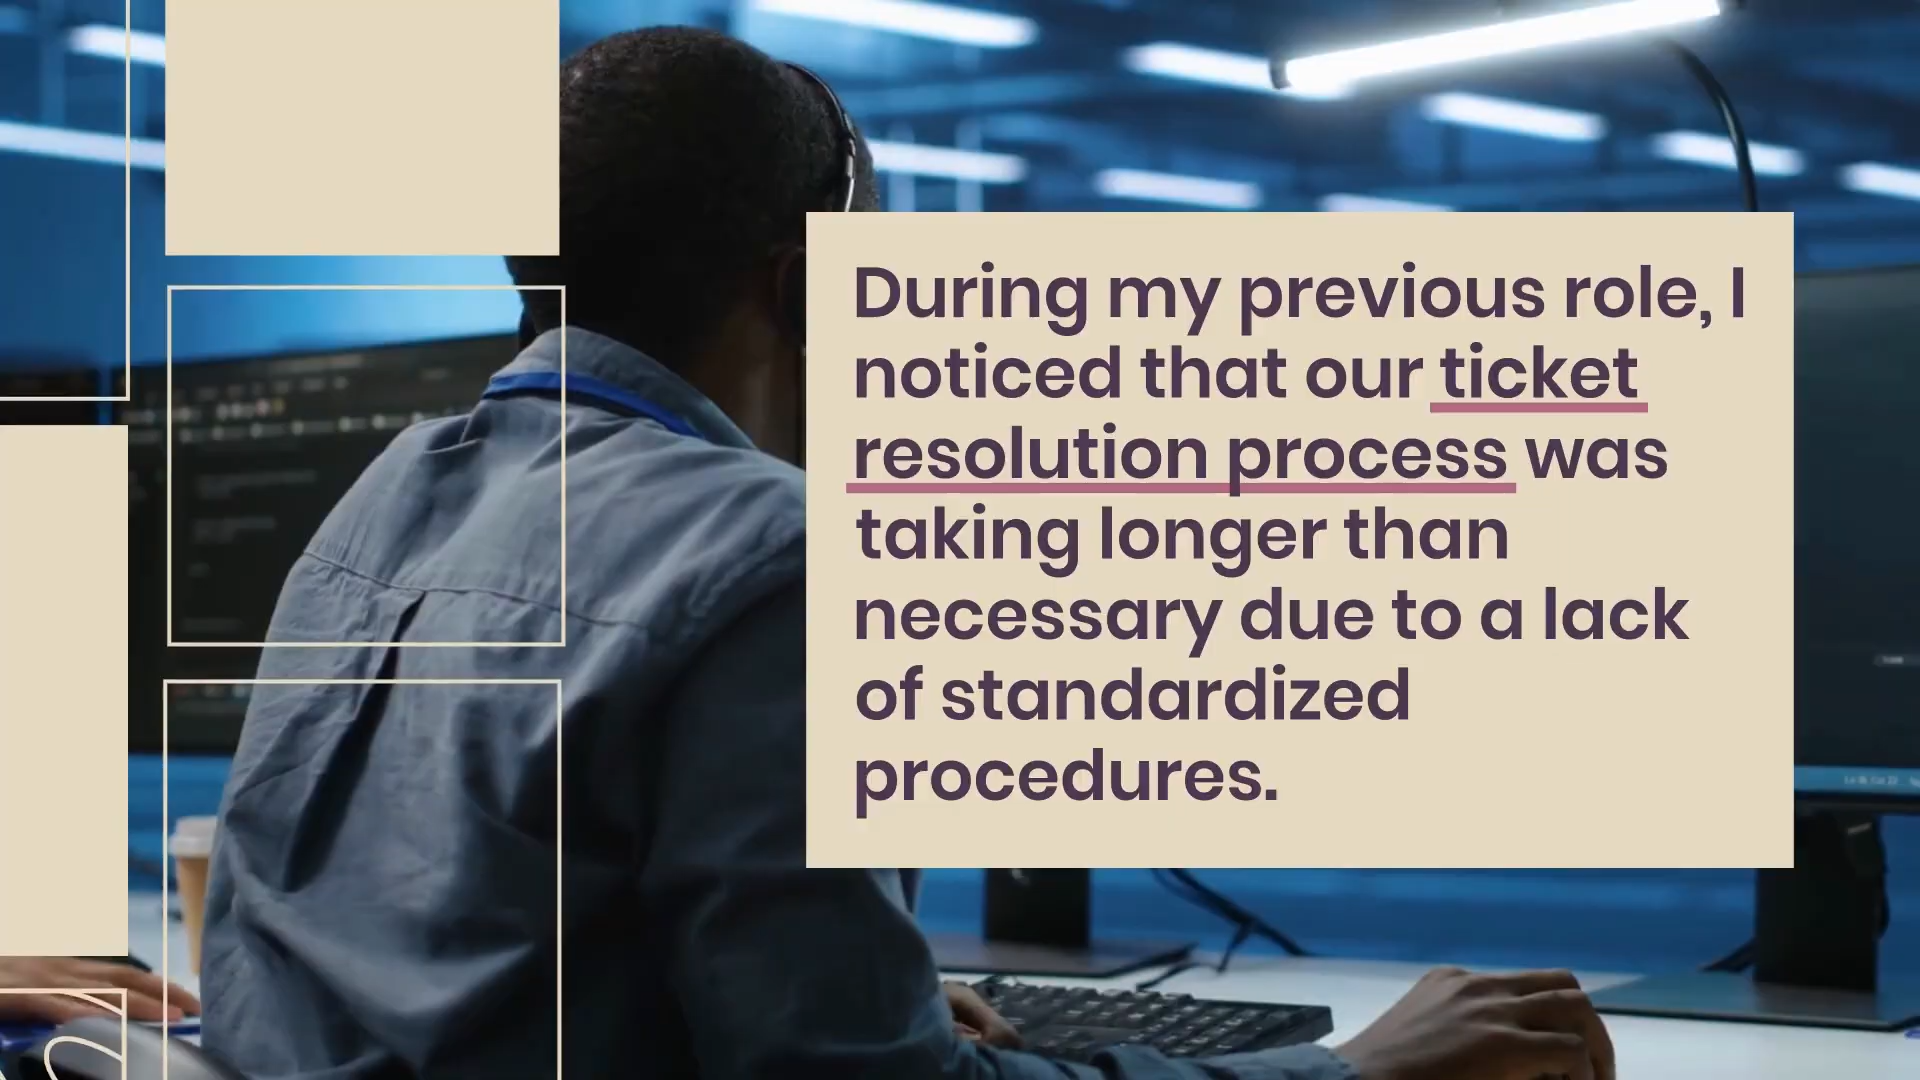 During my previous role, I
noticed that our ticket
resolution process was
taking longer than
necessary due to a lack
of standardized
procedures.